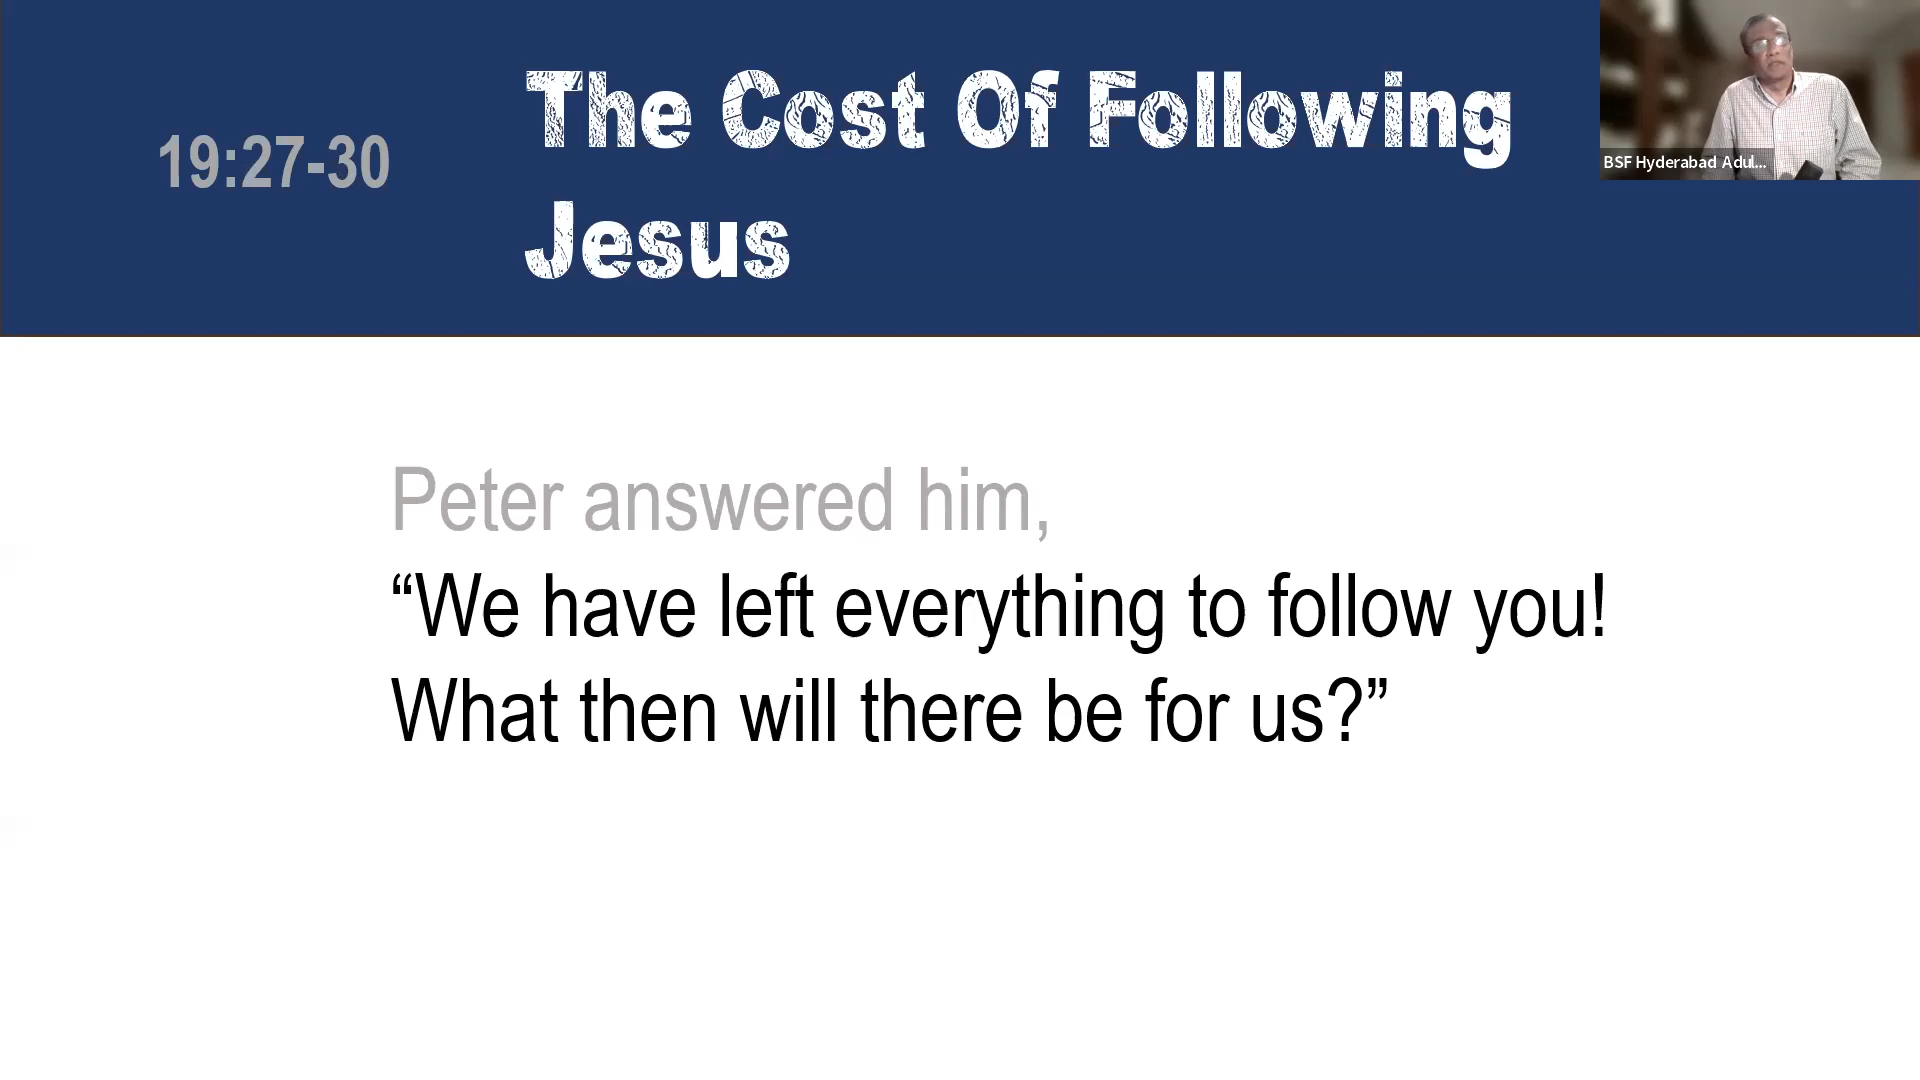 19:27-30
The Cost Of Following
Jesus
BSF Hyderabad Adul...
Peter answered him,
“We have left everything to follow you!
What then will there be for us?”